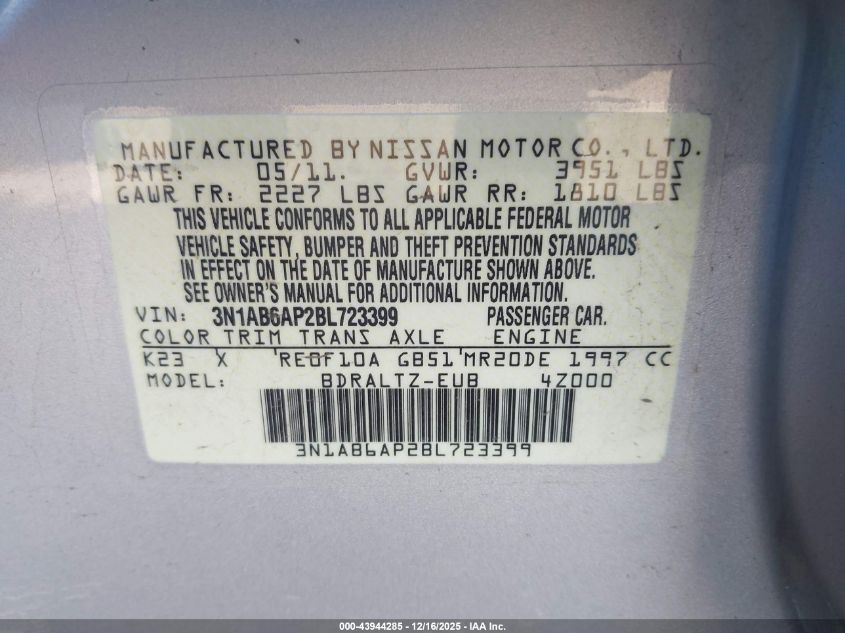 MANUFACTURED BY NISSAN MOTOR CO., LTD.
DATE: 05/11. GVWR: 3951 LBS
GAWR FR: 2227 LBS GAWR RR: 1810 LBS
THIS VEHICLE CONFORMS TO ALL APPLICABLE FEDERAL MOTOR
VEHICLE SAFETY, BUMPER AND THEFT PREVENTION STANDARDS
IN EFFECT ON THE DATE OF MANUFACTURE SHOWN ABOVE.
SEE OWNER'S MANUAL FOR ADDITIONAL INFORMATION.
VIN: 3N1AB6AP2BL723399 PASSENGER CAR.
COLOR TRIM TRANS AXLE ENGINE
K23 X RE0F10A GB51 MR20DE 1997 CC
MODEL: BDRALTZ-EUB 4Z000
3N1AB6AP2BL723399
000-43944285 - 12/16/2025 - IAA Inc.